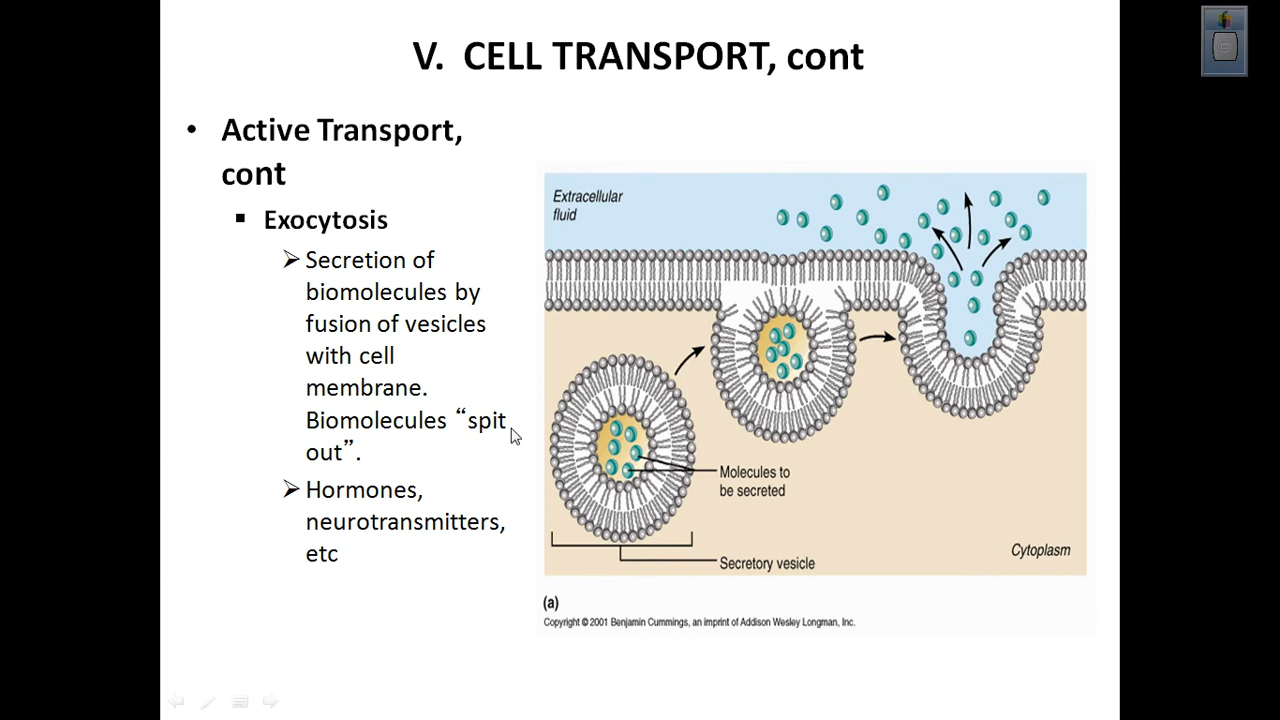 V.  CELL TRANSPORT, cont
• Active Transport,
cont
▪ Exocytosis
➢ Secretion of
biomolecules by
fusion of vesicles
with cell
membrane.
Biomolecules “spit
out”.
➢ Hormones,
neurotransmitters,
etc
Extracellular
fluid
Molecules to
be secreted
Secretory vesicle
Cytoplasm
(a)
Copyright © 2001 Benjamin Cummings, an imprint of Addison Wesley Longman, Inc.